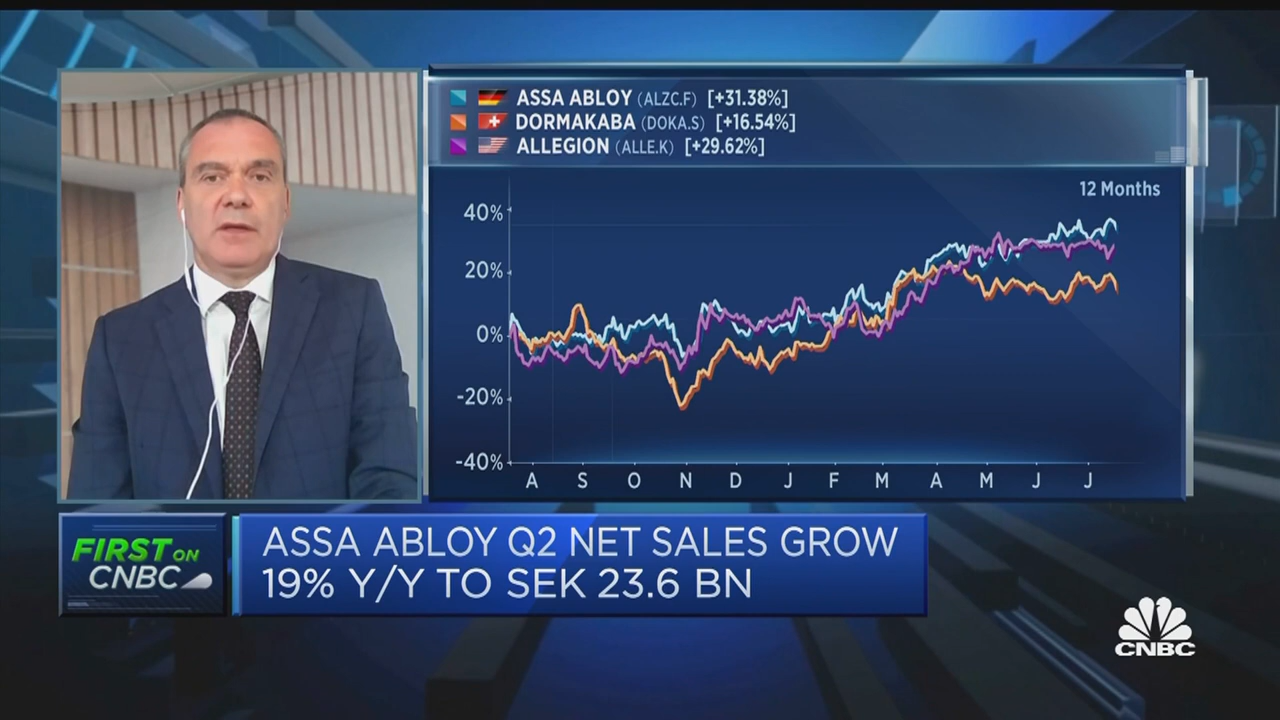 ASSA ABLOY (ALZC.F) [+31.38%]
DORMAKABA (DOKA.S) [+16.54%]
ALLEGION (ALLE.K) [+29.62%]
12 Months
40%
20%
0%
-20%
-40%
A S O N D J F M A M J J
FIRST ON
CNBC
ASSA ABLOY Q2 NET SALES GROW
19% Y/Y TO SEK 23.6 BN
CNBC